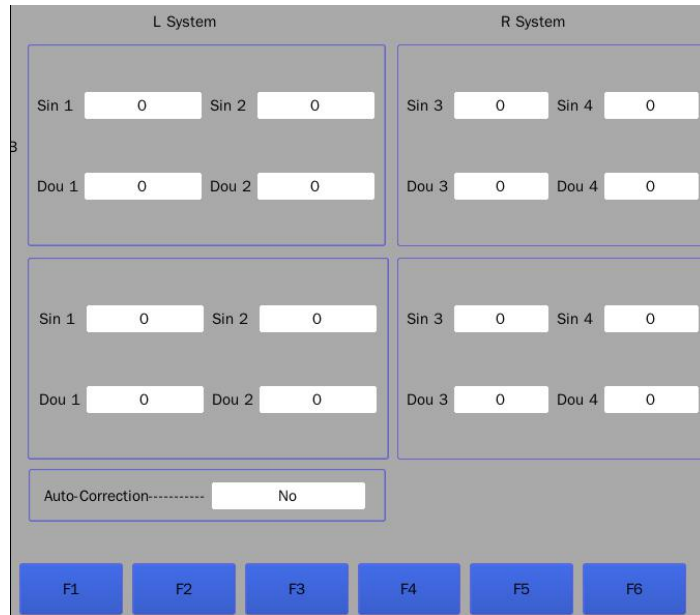 L System R System
Sin 1 0 Sin 2 0 Sin 3 0 Sin 4 0
Dou 1 0 Dou 2 0 Dou 3 0 Dou 4 0
Sin 1 0 Sin 2 0 Sin 3 0 Sin 4 0
Dou 1 0 Dou 2 0 Dou 3 0 Dou 4 0
Auto-Correction----------- No
F1 F2 F3 F4 F5 F6